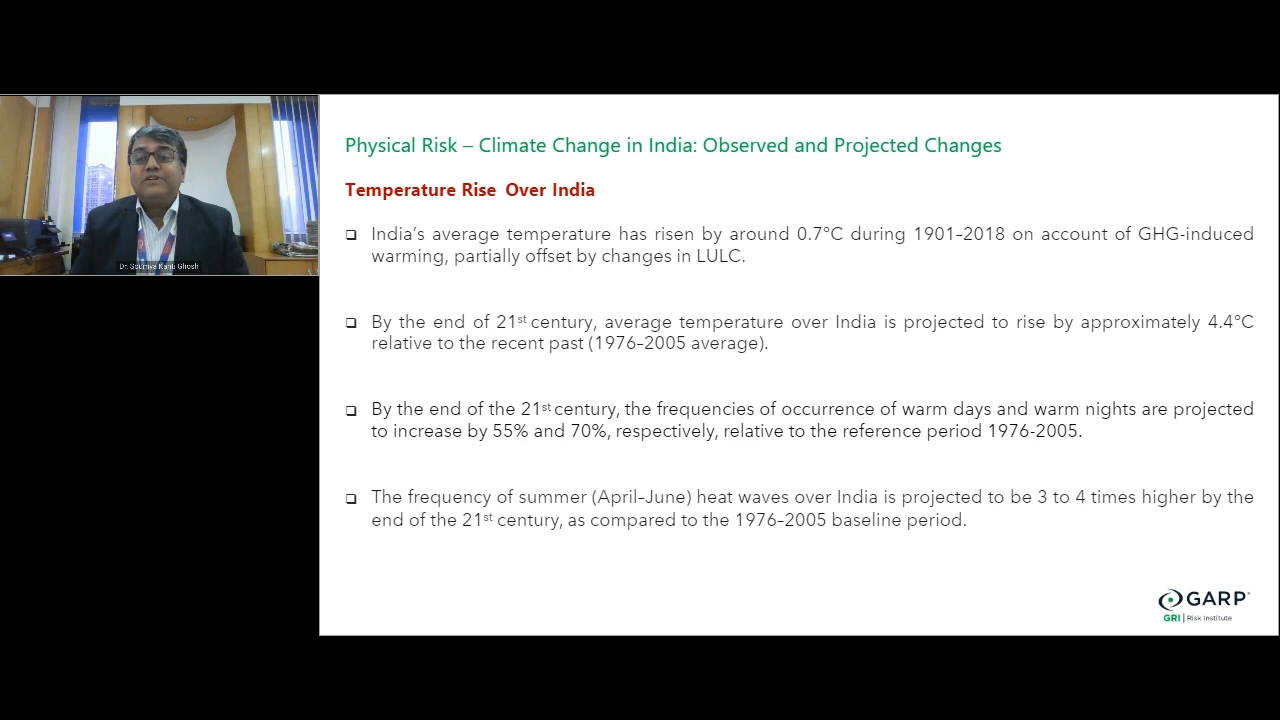 Dr. Soumya Kanti Ghosh
Physical Risk – Climate Change in India: Observed and Projected Changes
Temperature Rise Over India
India's average temperature has risen by around 0.7°C during 1901–2018 on account of GHG-induced
warming, partially offset by changes in LULC.
By the end of 21st century, average temperature over India is projected to rise by approximately 4.4°C
relative to the recent past (1976–2005 average).
By the end of the 21st century, the frequencies of occurrence of warm days and warm nights are projected
to increase by 55% and 70%, respectively, relative to the reference period 1976-2005.
The frequency of summer (April–June) heat waves over India is projected to be 3 to 4 times higher by the
end of the 21st century, as compared to the 1976–2005 baseline period.
GARP®
GRI | Risk Institute